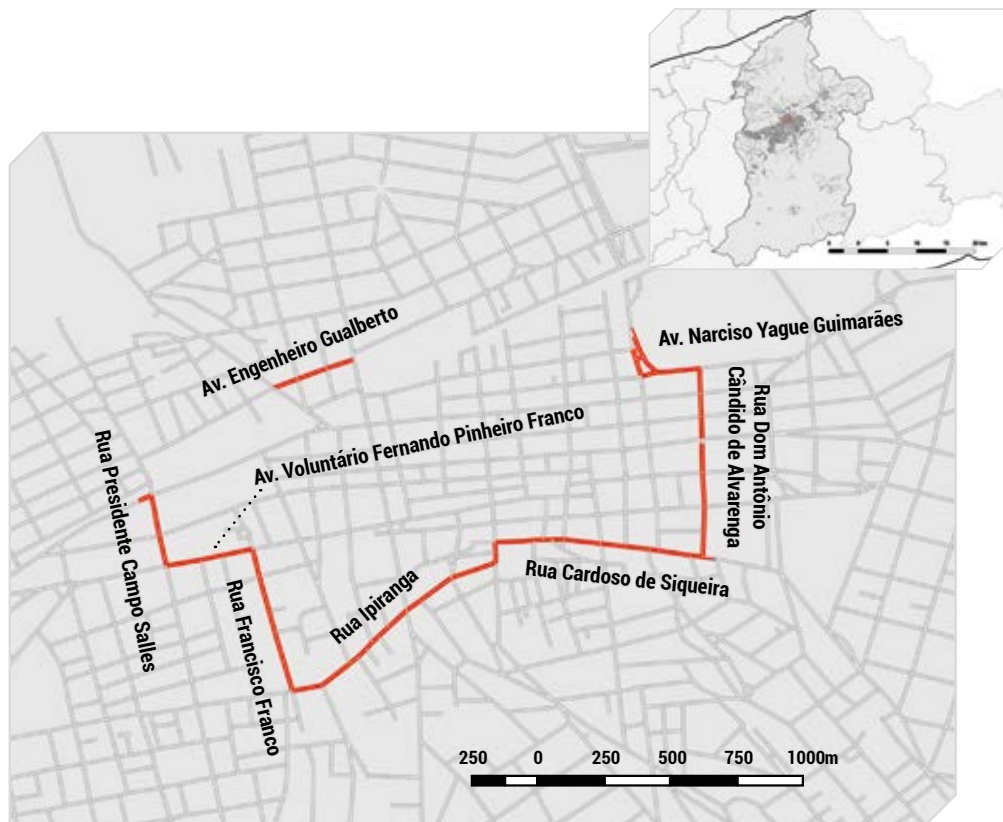 Av. Engenheiro Gualberto
Av. Narciso Yague Guimarães
Rua Dom Antônio
Cândido de Alvarenga
Av. Voluntário Fernando Pinheiro Franco
Rua Presidente Campo Salles
Rua Francisco Franco
Rua Ipiranga
Rua Cardoso de Siqueira
250 0 250 500 750 1000m